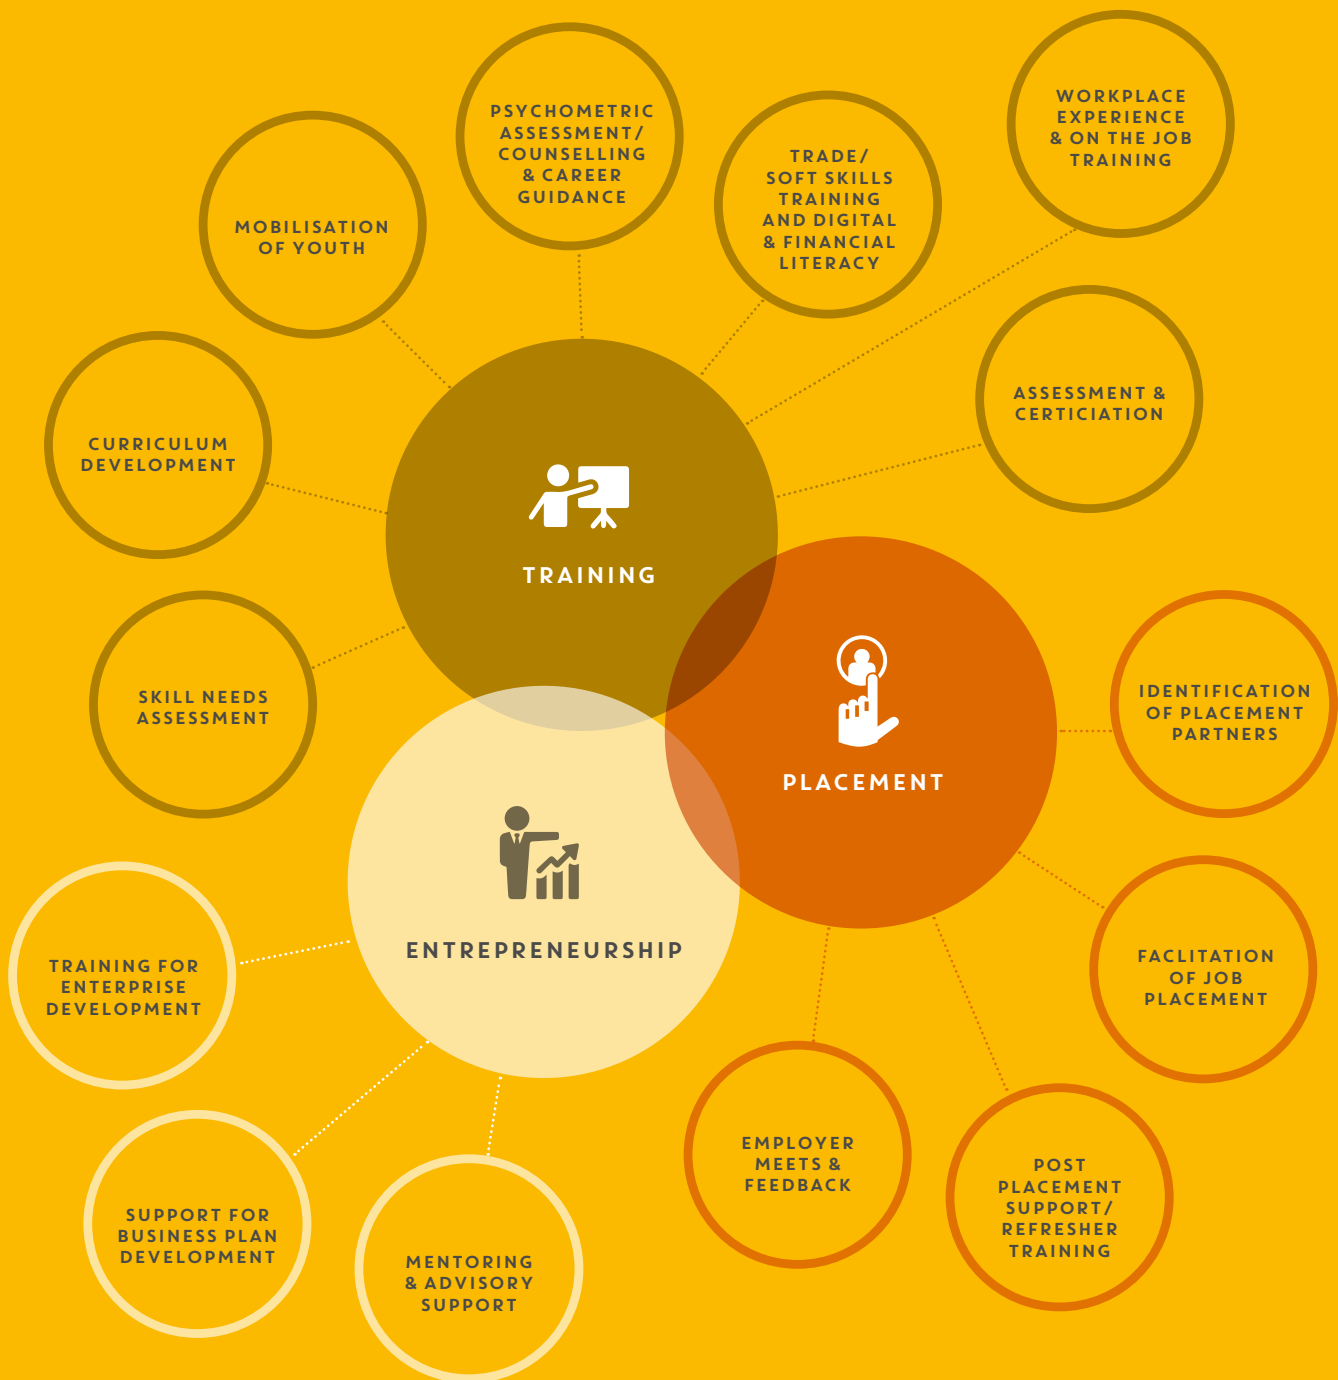 PSYCHOMETRIC
ASSESSMENT/
COUNSELLING
& CAREER
GUIDANCE
WORKPLACE
EXPERIENCE
& ON THE JOB
TRAINING
TRADE/
SOFT SKILLS
TRAINING
AND DIGITAL
& FINANCIAL
LITERACY
MOBILISATION
OF YOUTH
ASSESSMENT &
CERTICIATION
CURRICULUM
DEVELOPMENT
TRAINING
SKILL NEEDS
ASSESSMENT
IDENTIFICATION
OF PLACEMENT
PARTNERS
PLACEMENT
ENTREPRENEURSHIP
TRAINING FOR
ENTERPRISE
DEVELOPMENT
FACLITATION
OF JOB
PLACEMENT
EMPLOYER
MEETS &
FEEDBACK
POST
PLACEMENT
SUPPORT/
REFRESHER
TRAINING
SUPPORT FOR
BUSINESS PLAN
DEVELOPMENT
MENTORING
& ADVISORY
SUPPORT